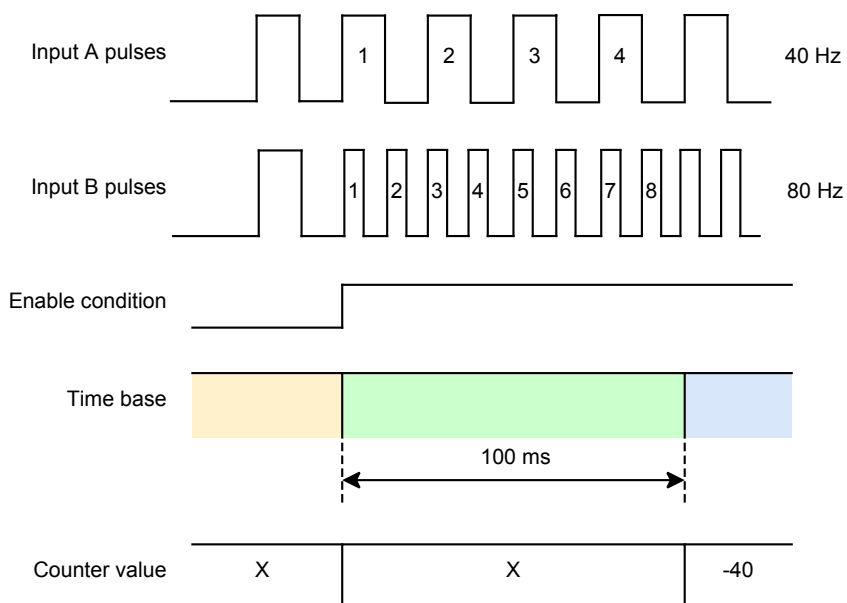 Input A pulses 1 2 3 4 40 Hz
Input B pulses 1 2 3 4 5 6 7 8 80 Hz
Enable condition
Time base
100 ms
Counter value X X -40